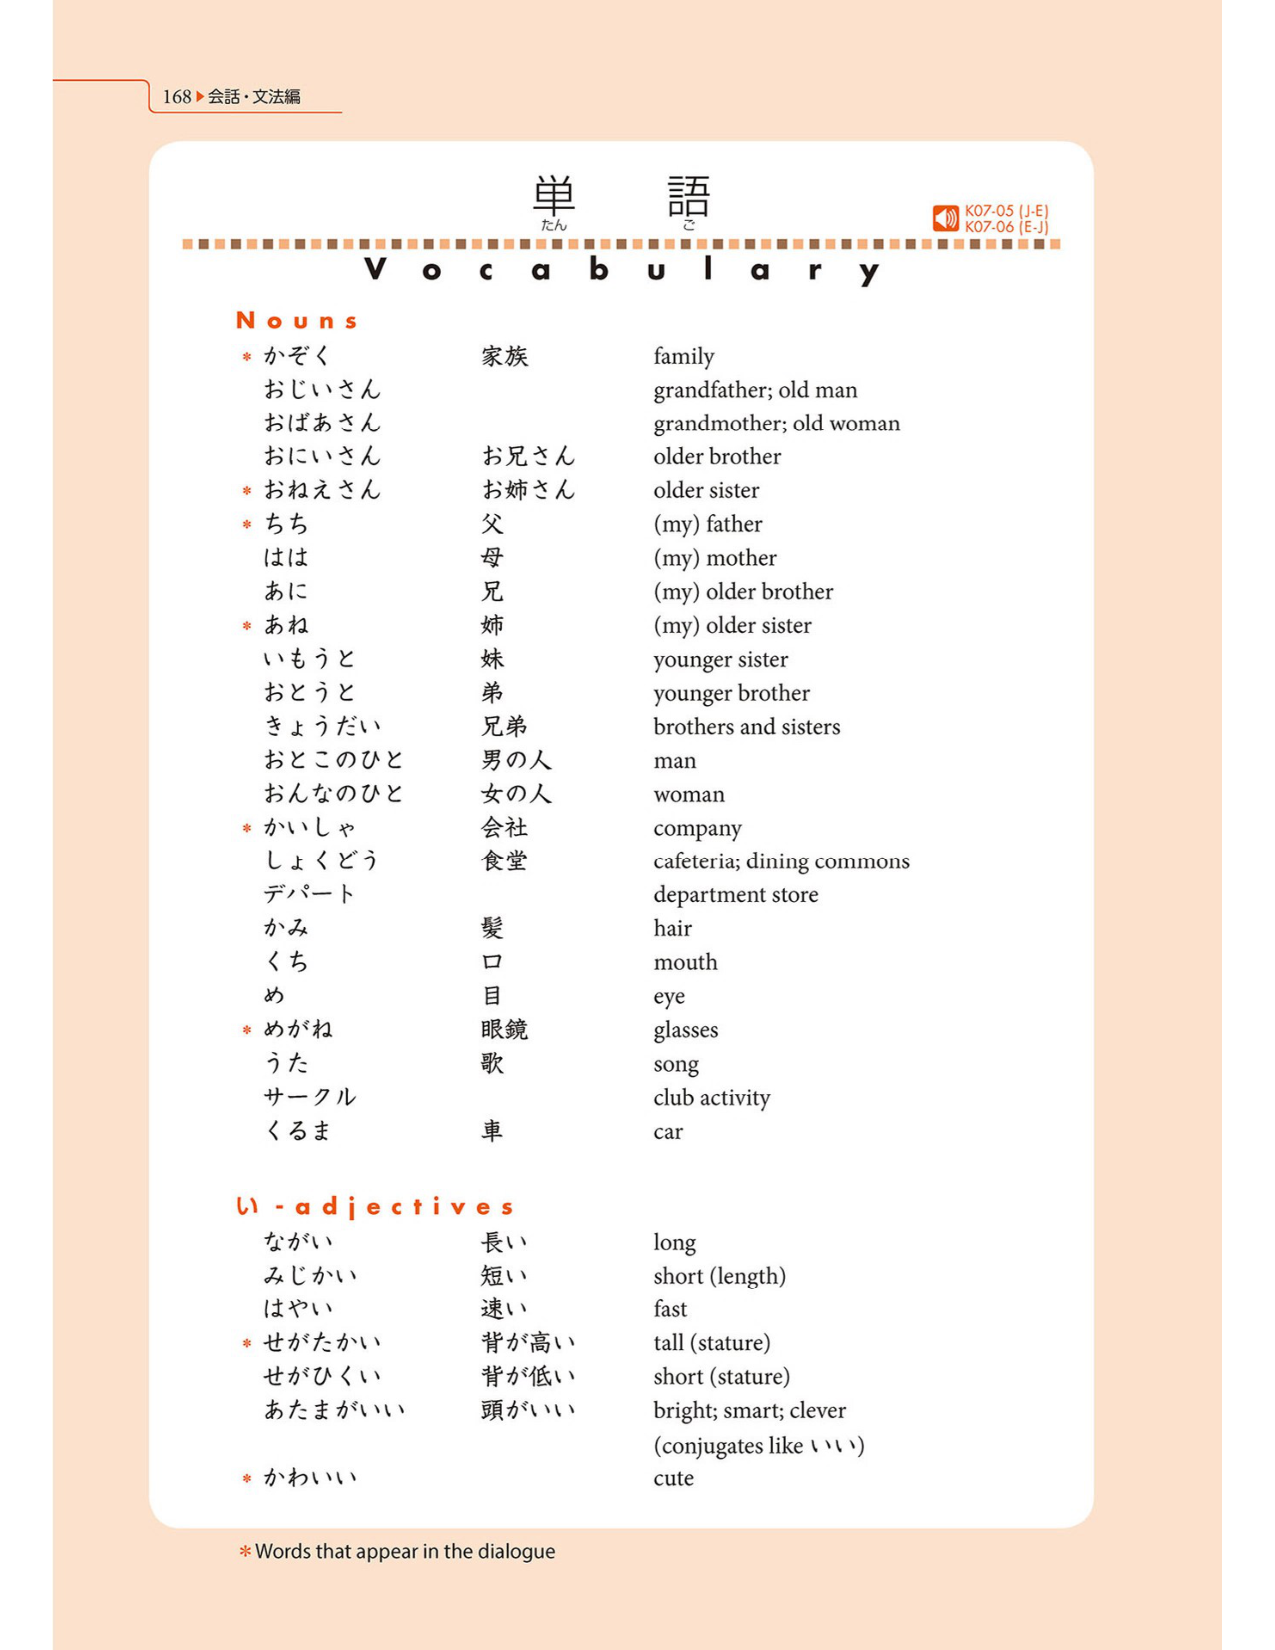 168▶会話・文法編
単語
たん ご
K07-05 (J-E)
K07-06 (E-J)
Vocabulary
Nouns
* かぞく 家族 family
おじいさん grandfather; old man
おばあさん grandmother; old woman
おにいさん お兄さん older brother
* おねえさん お姉さん older sister
* ちち 父 (my) father
はは 母 (my) mother
あに 兄 (my) older brother
* あね 姉 (my) older sister
いもうと 妹 younger sister
おとうと 弟 younger brother
きょうだい 兄弟 brothers and sisters
おとこのひと 男の人 man
おんなのひと 女の人 woman
* かいしゃ 会社 company
しょくどう 食堂 cafeteria; dining commons
デパート department store
かみ 髪 hair
くち 口 mouth
め 目 eye
* めがね 眼鏡 glasses
うた 歌 song
サークル club activity
くるま 車 car
い-adjectives
ながい 長い long
みじかい 短い short (length)
はやい 速い fast
* せがたかい 背が高い tall (stature)
せがひくい 背が低い short (stature)
あたまがいい 頭がいい bright; smart; clever
(conjugates like いい)
* かわいい cute
* Words that appear in the dialogue